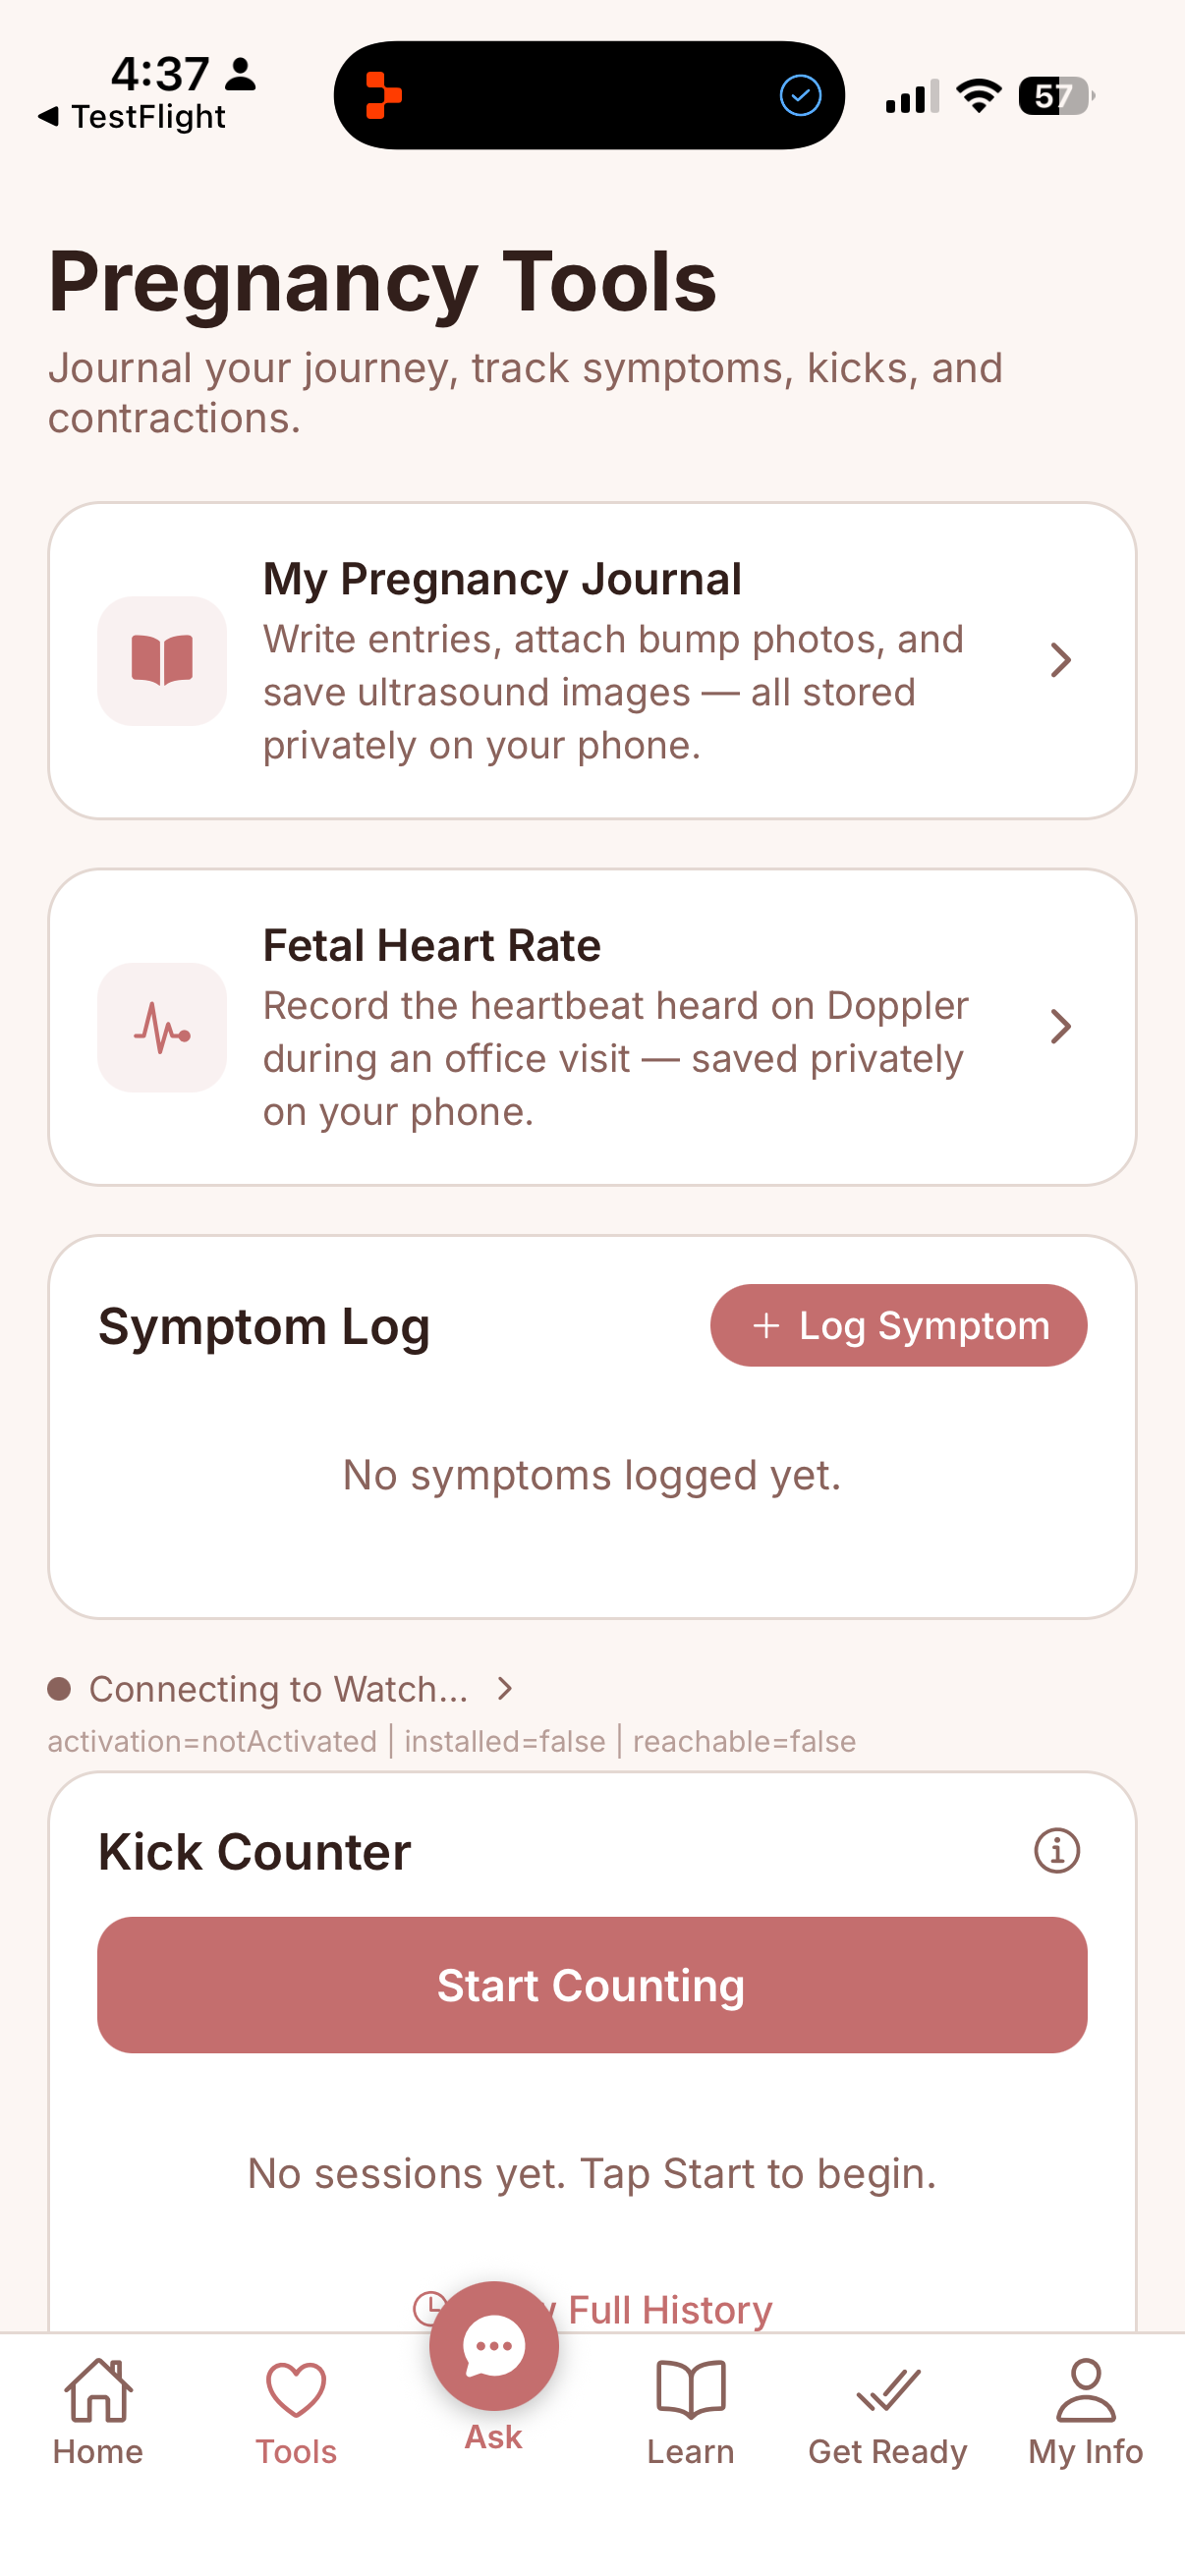 4:37
TestFlight
57
Pregnancy Tools
Journal your journey, track symptoms, kicks, and
contractions.
My Pregnancy Journal
Write entries, attach bump photos, and
save ultrasound images — all stored
privately on your phone.
Fetal Heart Rate
Record the heartbeat heard on Doppler
during an office visit — saved privately
on your phone.
Symptom Log
+ Log Symptom
No symptoms logged yet.
Connecting to Watch...
activation=notActivated | installed=false | reachable=false
Kick Counter
Start Counting
No sessions yet. Tap Start to begin.
Full History
Ask
Home
Tools
Learn
Get Ready
My Info